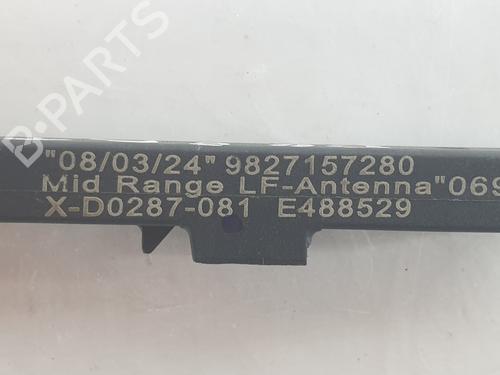 B-PARTS
"08/03/24" 9827157280
Mid Range LF-Antenna"069
X-D0287-081 E488529